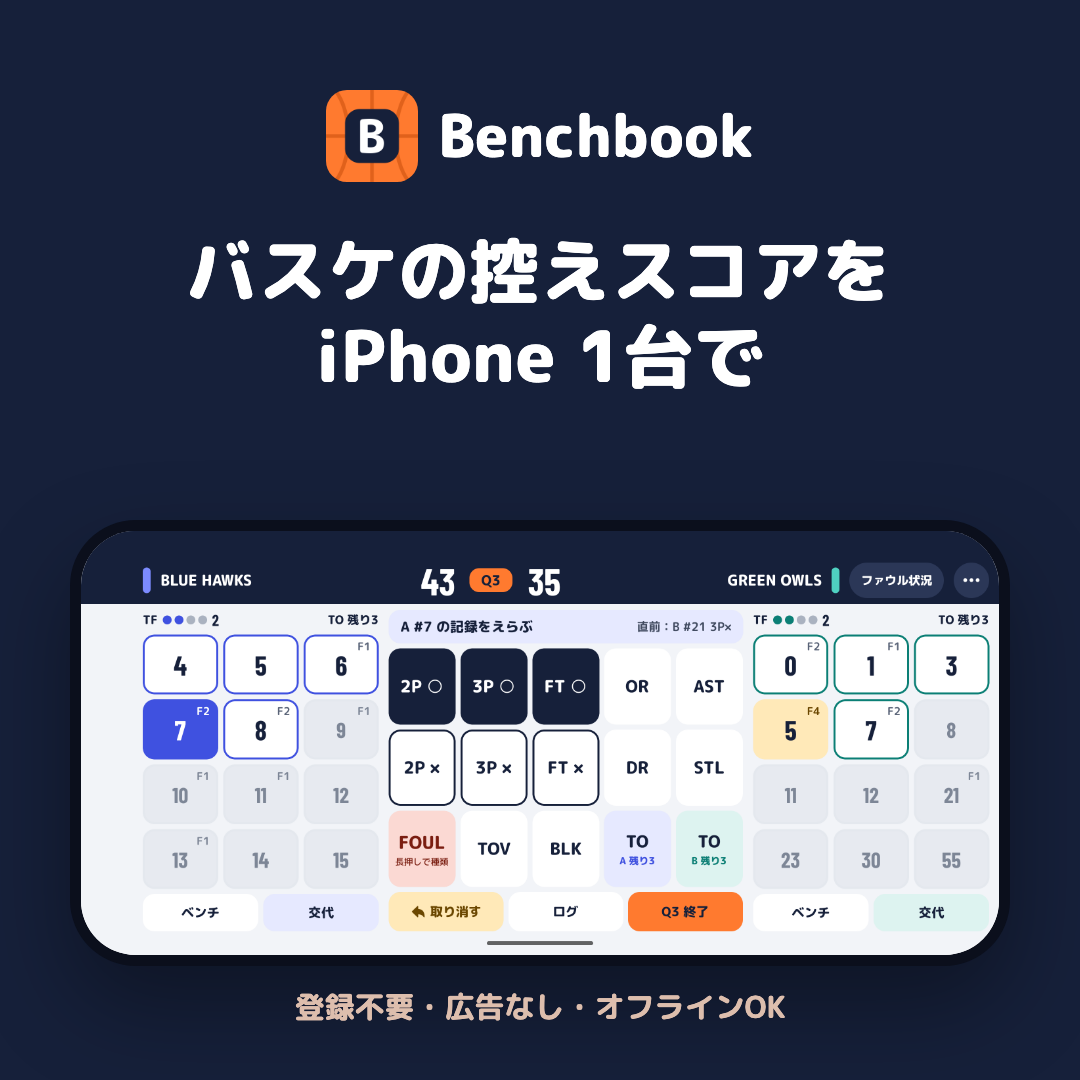 B Benchbook
バスケの控えスコアを
iPhone 1台で
BLUE HAWKS 43 Q3 35 GREEN OWLS ファウル状況 •••
TF 2 TO 残り3
4 5 6 F1
7 F2 8 F2 9 F1
10 F1 11 F1 12
13 F1 14 15
ベンチ 交代
A #7 の記録をえらぶ 直前：B #21 3P×
2P ○ 3P ○ FT ○ OR AST
2P × 3P × FT × DR STL
FOUL TOV BLK TO TO
長押しで種類 A 残り3 B 残り3
取り消す ログ Q3 終了
TF 2 TO 残り3
0 F2 1 F1 3
5 F4 7 F2 8
11 12 21 F1
23 30 55
ベンチ 交代
登録不要・広告なし・オフラインOK